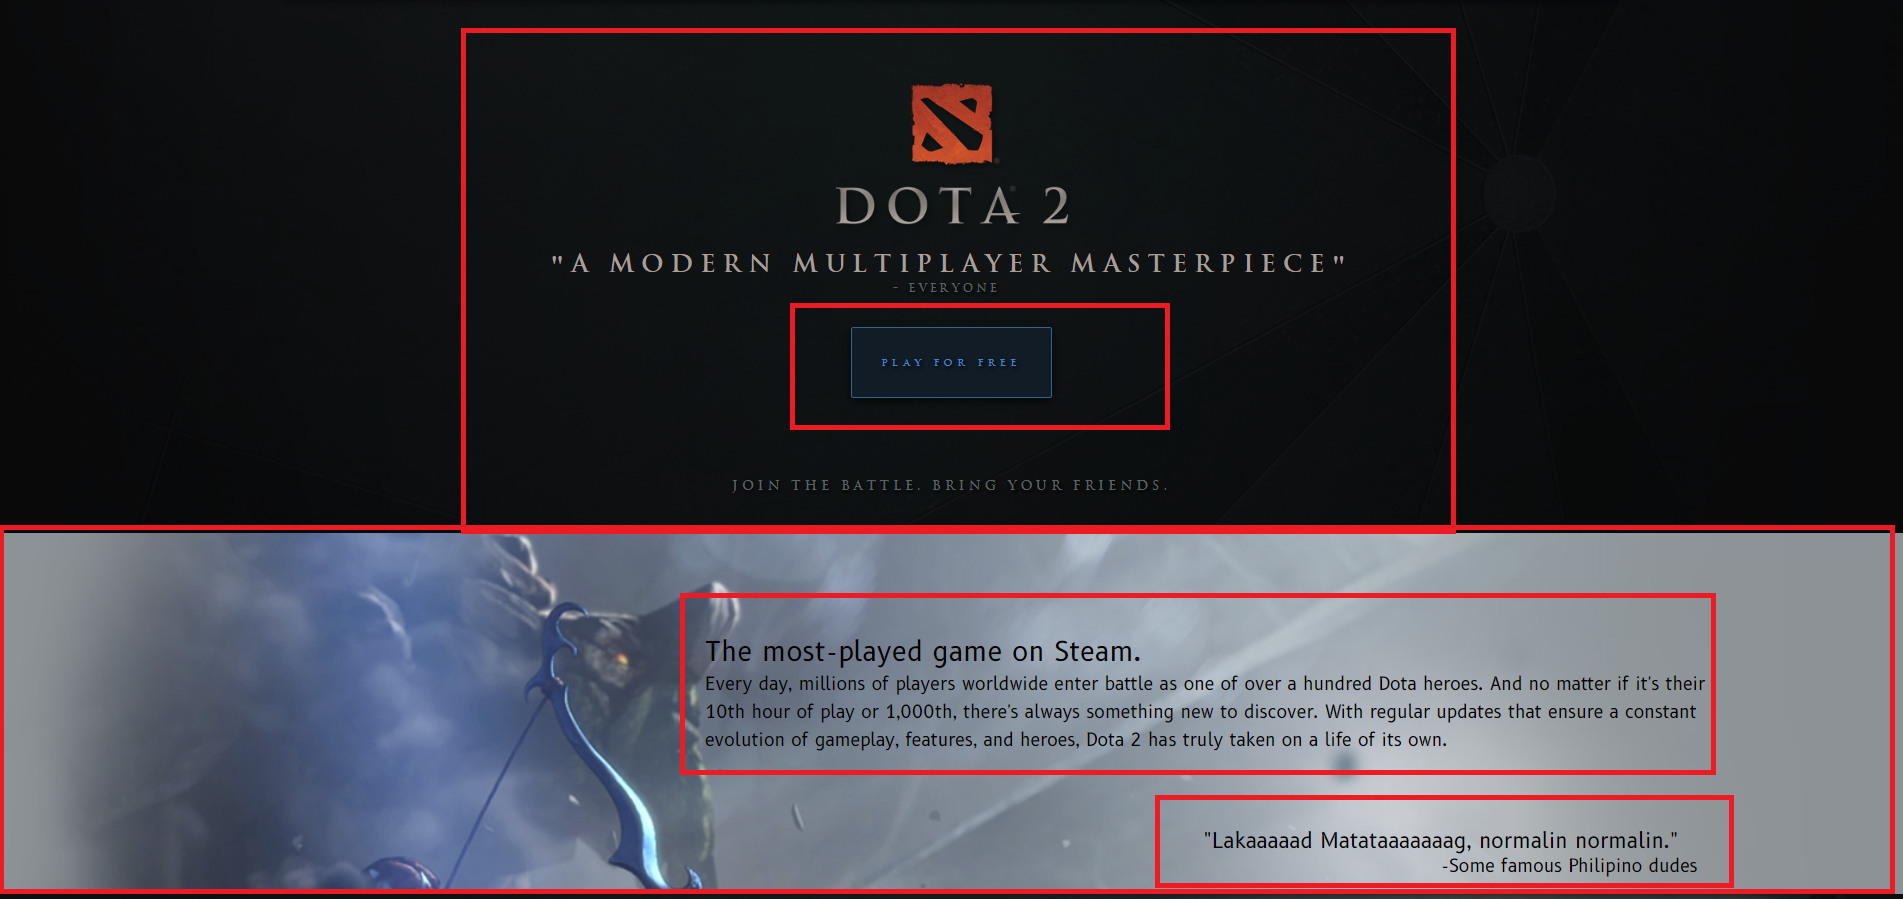 DOTA 2
"A MODERN MULTIPLAYER MASTERPIECE"
- EVERYONE
PLAY FOR FREE
JOIN THE BATTLE. BRING YOUR FRIENDS.
The most-played game on Steam.
Every day, millions of players worldwide enter battle as one of over a hundred Dota heroes. And no matter if it's their
10th hour of play or 1,000th, there's always something new to discover. With regular updates that ensure a constant
evolution of gameplay, features, and heroes, Dota 2 has truly taken on a life of its own.
"Lakaaaaad Matataaaaaaag, normalin normalin."
-Some famous Philipino dudes